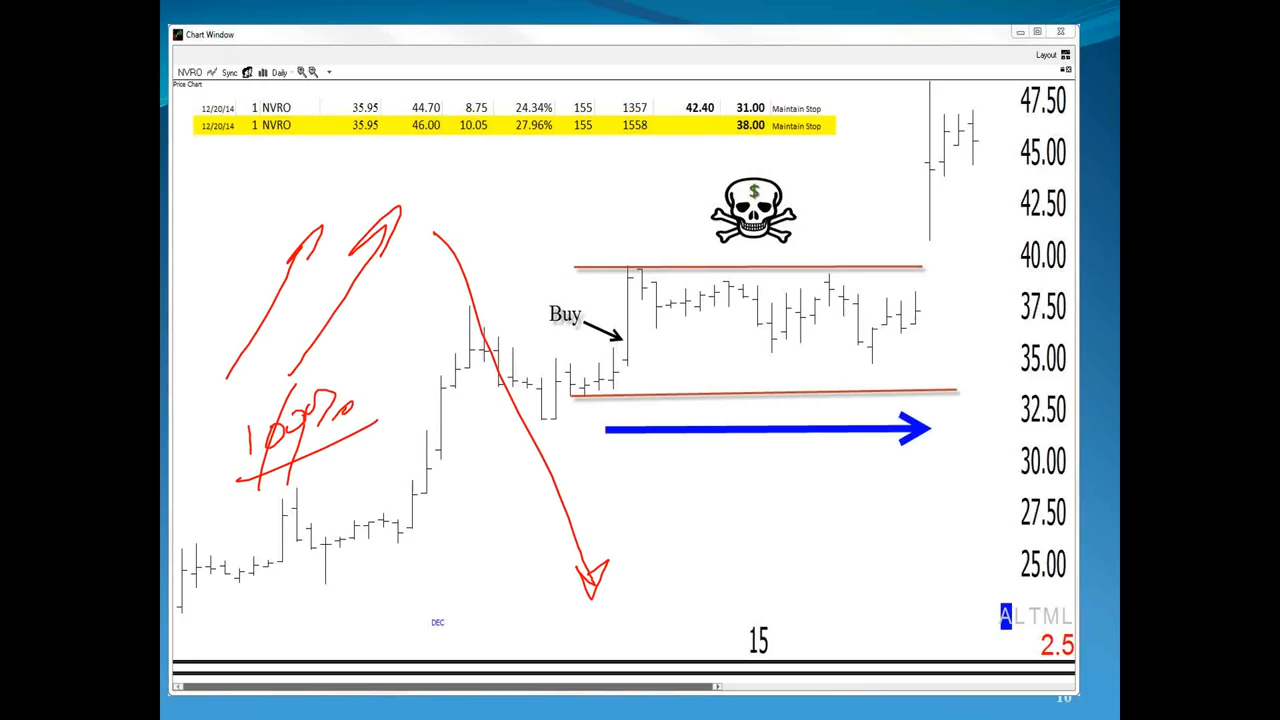 Chart Window
Layout
NVRO Sync Daily
Price Chart
12/20/14 1 NVRO 35.95 44.70 8.75 24.34% 155 1357 42.40 31.00 Maintain Stop
12/20/14 1 NVRO 35.95 46.00 10.05 27.96% 155 1558 38.00 Maintain Stop
47.50
45.00
42.50
$
40.00
37.50
Buy
35.00
32.50
100%
30.00
27.50
25.00
DEC
15
ALTML
2.5